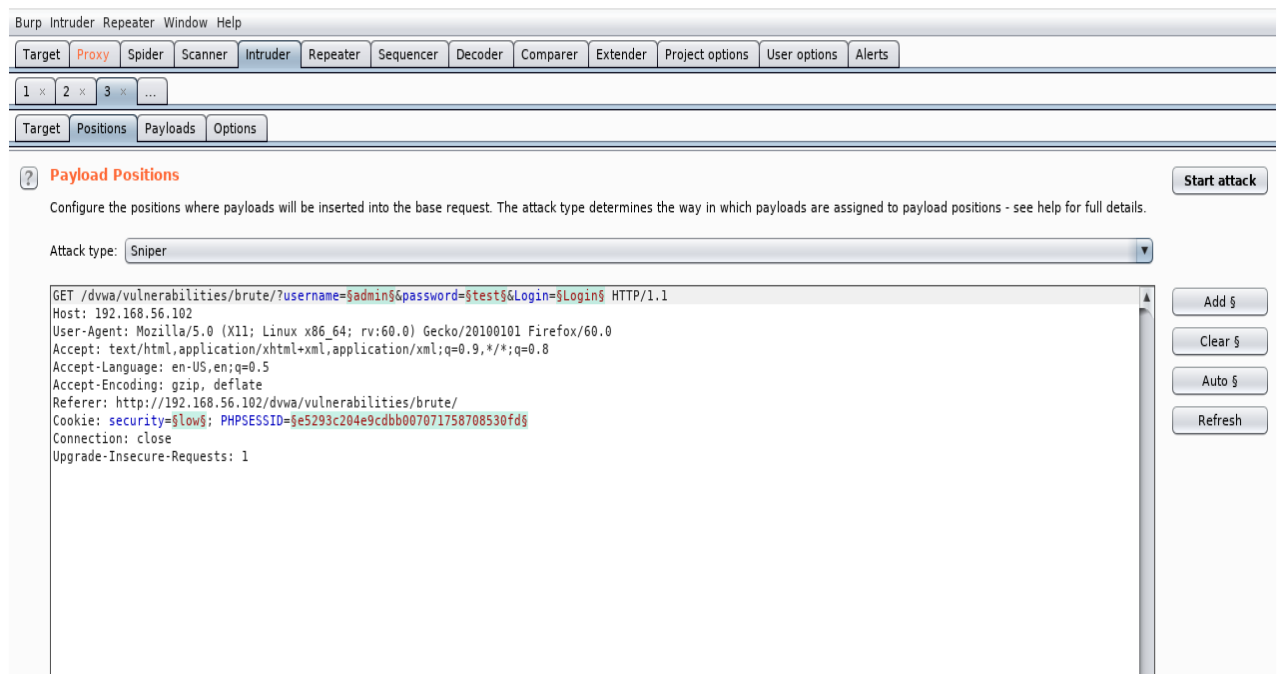 Burp Intruder Repeater Window Help
Target Proxy Spider Scanner Intruder Repeater Sequencer Decoder Comparer Extender Project options User options Alerts
1 × 2 × 3 × ...
Target Positions Payloads Options
? Payload Positions
Start attack
Configure the positions where payloads will be inserted into the base request. The attack type determines the way in which payloads are assigned to payload positions - see help for full details.
Attack type: Sniper
GET /dvwa/vulnerabilities/brute/?username=§admin§&password=§test§&Login=§Login§ HTTP/1.1
Host: 192.168.56.102
User-Agent: Mozilla/5.0 (X11; Linux x86_64; rv:60.0) Gecko/20100101 Firefox/60.0
Accept: text/html,application/xhtml+xml,application/xml;q=0.9,*/*;q=0.8
Accept-Language: en-US,en;q=0.5
Accept-Encoding: gzip, deflate
Referer: http://192.168.56.102/dvwa/vulnerabilities/brute/
Cookie: security=§low§; PHPSESSID=§e5293c204e9cdbb007071758708530fd§
Connection: close
Upgrade-Insecure-Requests: 1
Add §
Clear §
Auto §
Refresh